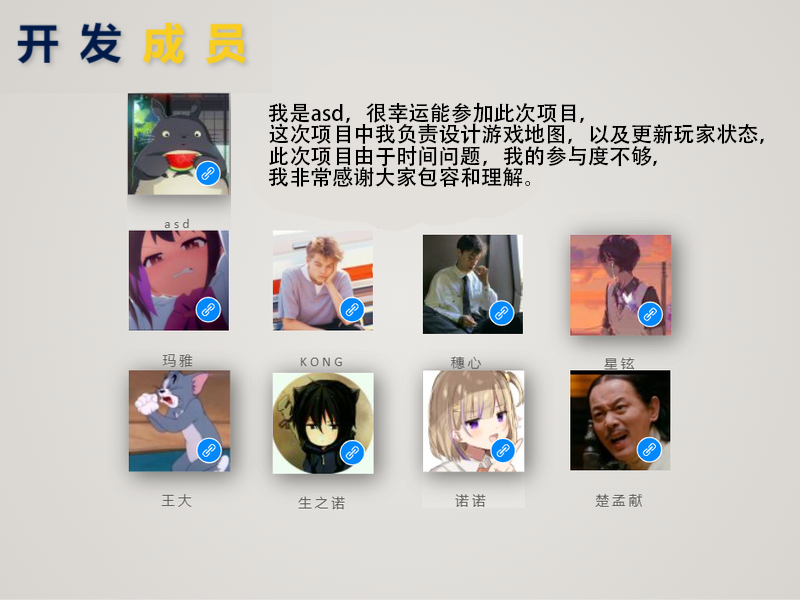 开发成员
我是asd，很幸运能参加此次项目，
这次项目中我负责设计游戏地图，以及更新玩家状态，
此次项目由于时间问题，我的参与度不够，
我非常感谢大家包容和理解。
asd
玛雅
KONG
穗心
星铉
王大
生之诺
诺诺
楚孟献